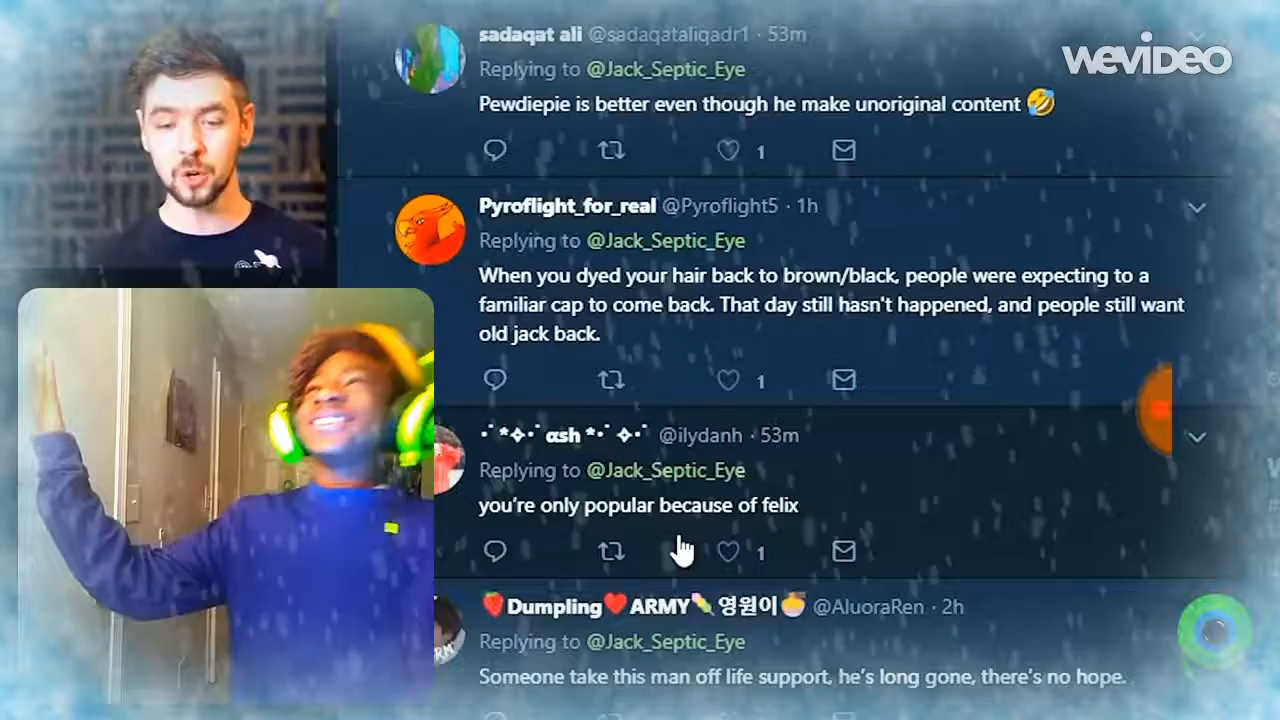 WEVIDEO
sadaqat ali @sadaqataliqadr1 · 53m
Replying to @Jack_Septic_Eye
Pewdiepie is better even though he make unoriginal content 🤣
1
Pyroflight_for_real @Pyroflight5 · 1h
Replying to @Jack_Septic_Eye
When you dyed your hair back to brown/black, people were expecting to a
familiar cap to come back. That day still hasn't happened, and people still want
old jack back.
1
•´*✧•´ αsh *•´ ✧•´ @ilydanh · 53m
Replying to @Jack_Septic_Eye
you're only popular because of felix
1
🍓Dumpling❤️ARMY🍡영원이🍯 @AluoraRen · 2h
Replying to @Jack_Septic_Eye
Someone take this man off life support, he's long gone, there's no hope.